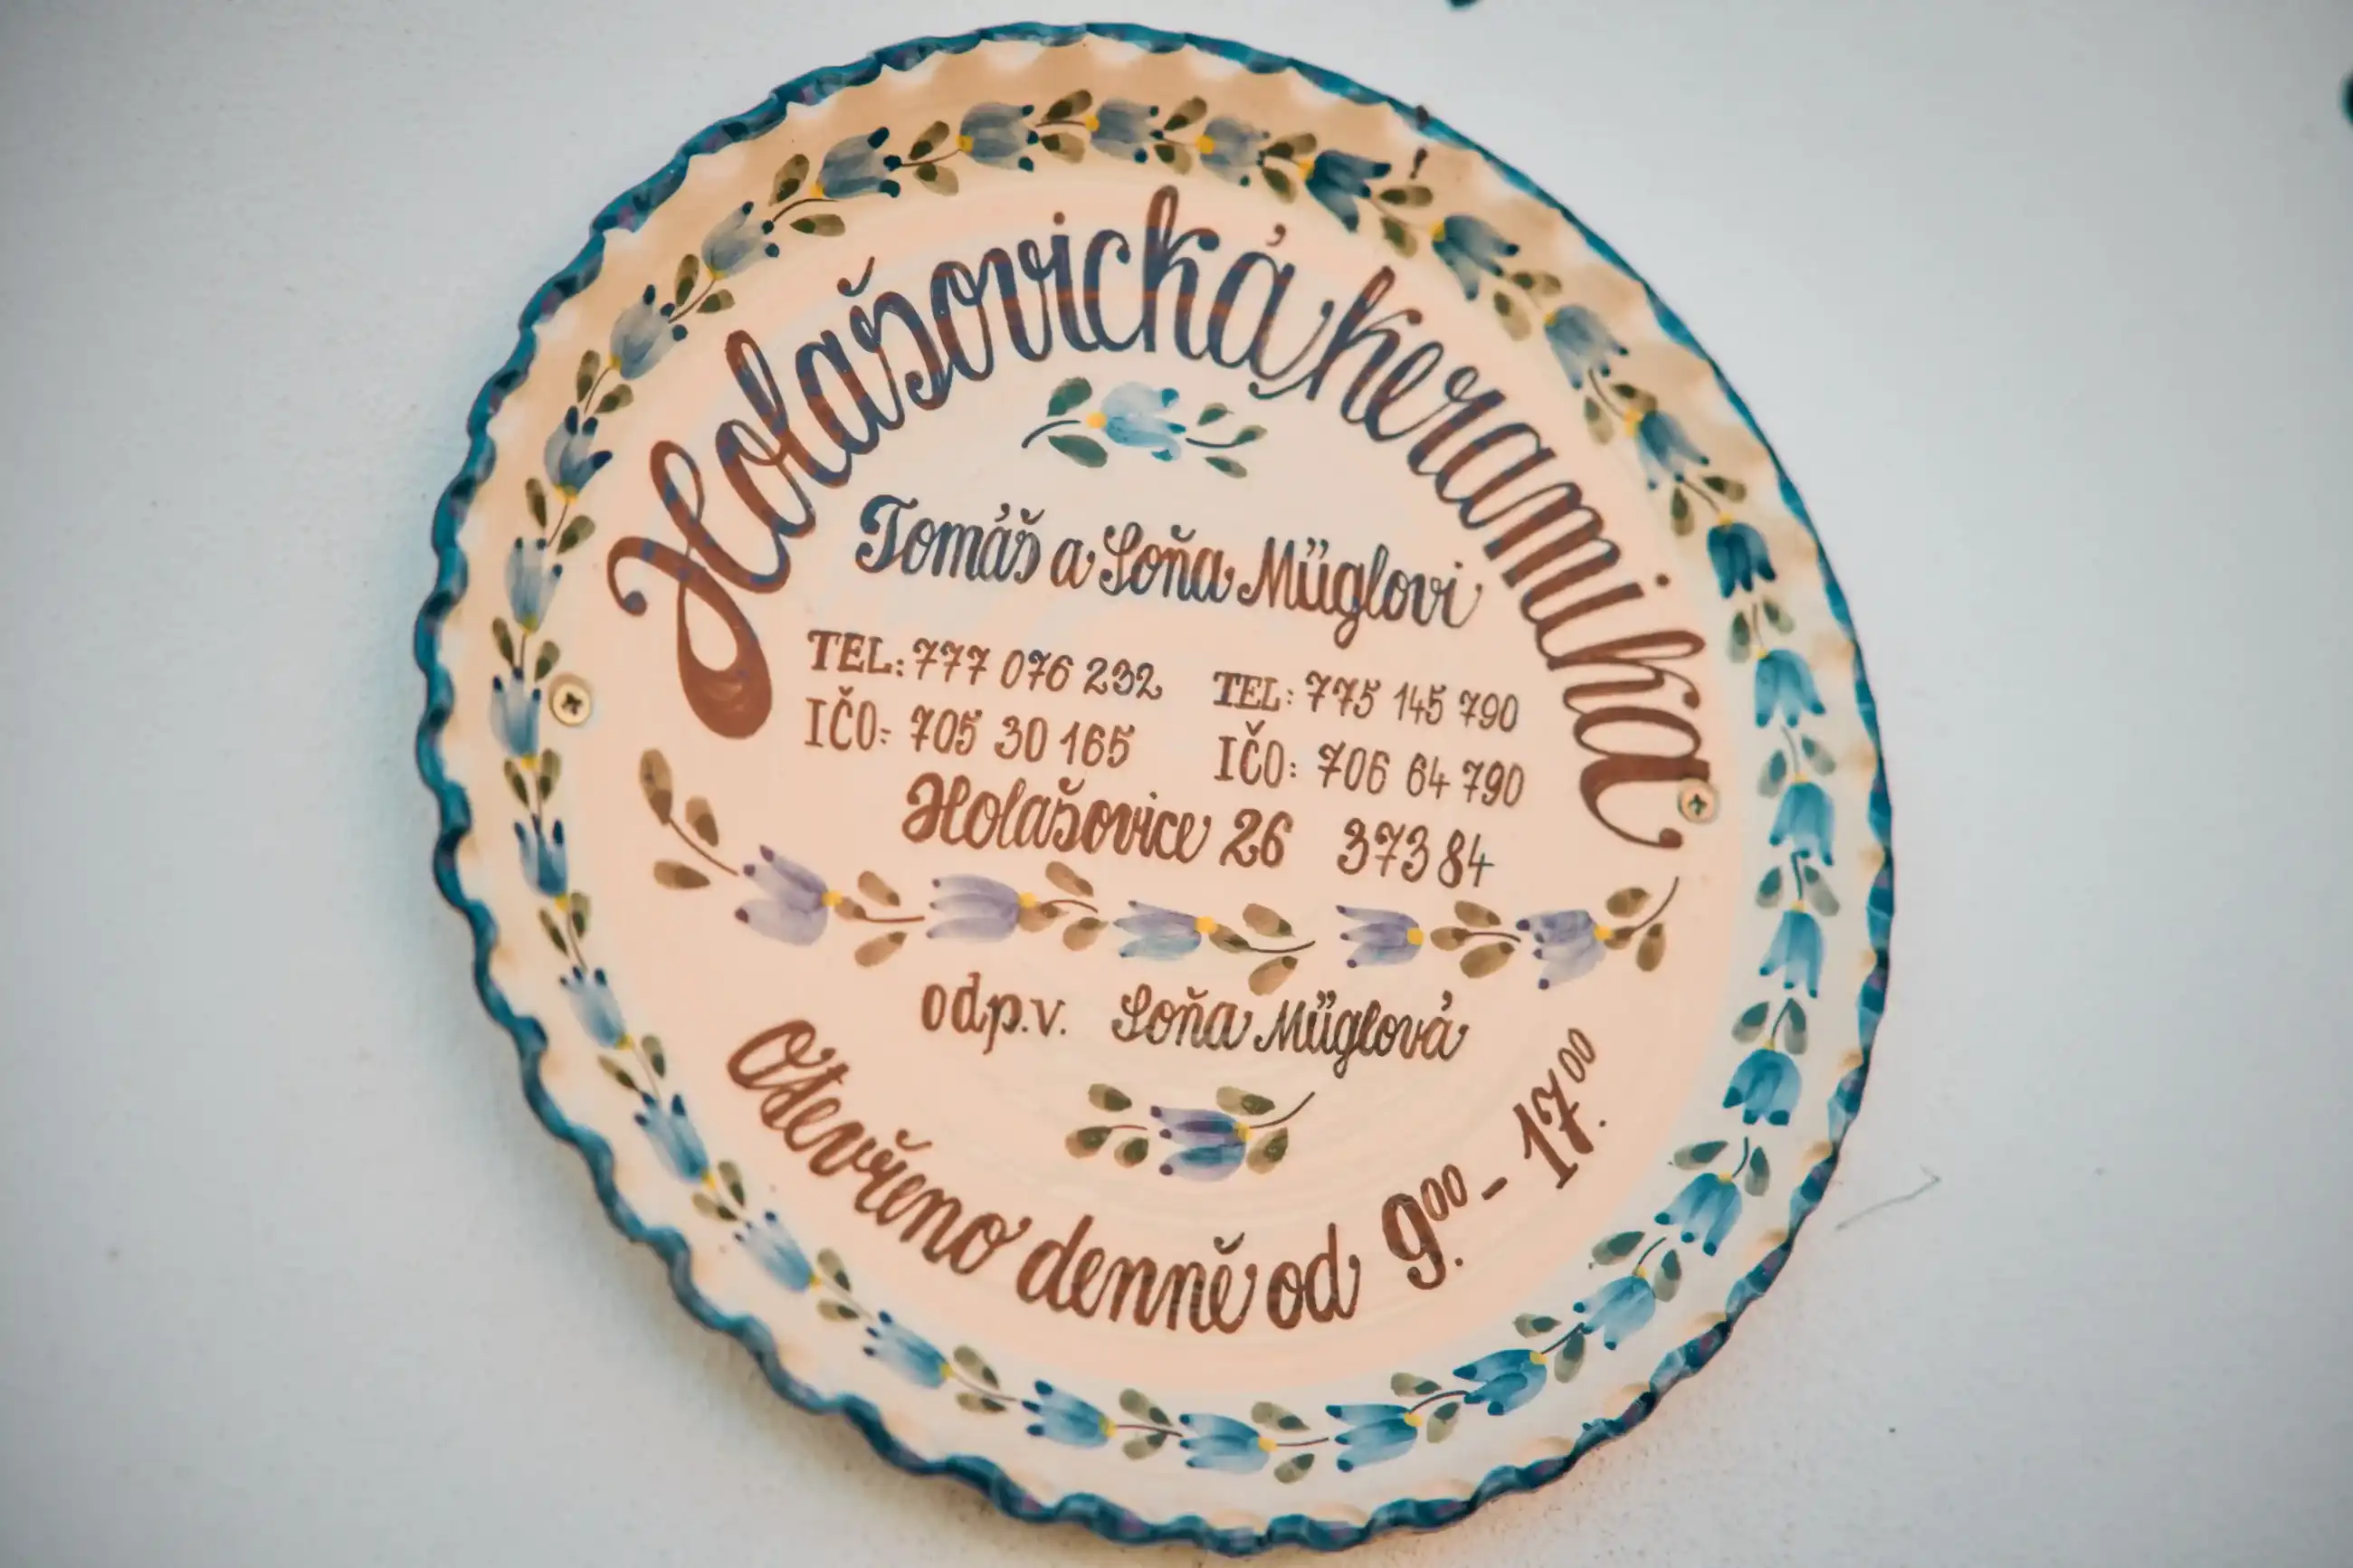 Holašovická keramika
Tomáš a Soňa Müglovi
TEL: 777 076 232 TEL: 775 145 790
IČO: 705 30 165 IČO: 706 64 790
Holašovice 26 373 84
odp.v. Soňa Müglová
Otevřeno denně od 9.00 - 17.00